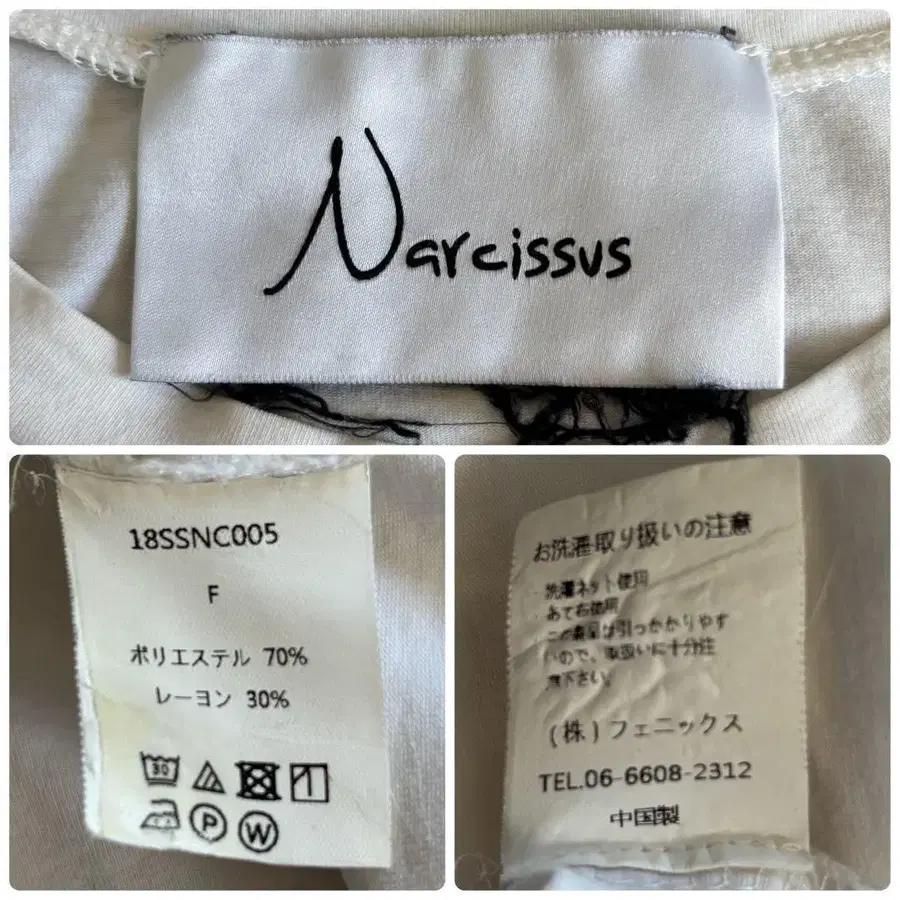 Narcissus
18SSNC005
F
ポリエステル 70%
レーヨン 30%
30
P
W
お洗濯取り扱いの注意
・洗濯ネット使用
・あて布使用
この素材は引っかかりやす
いので、取扱いに十分注
意下さい。
(株)フェニックス
TEL.06-6608-2312
中国製